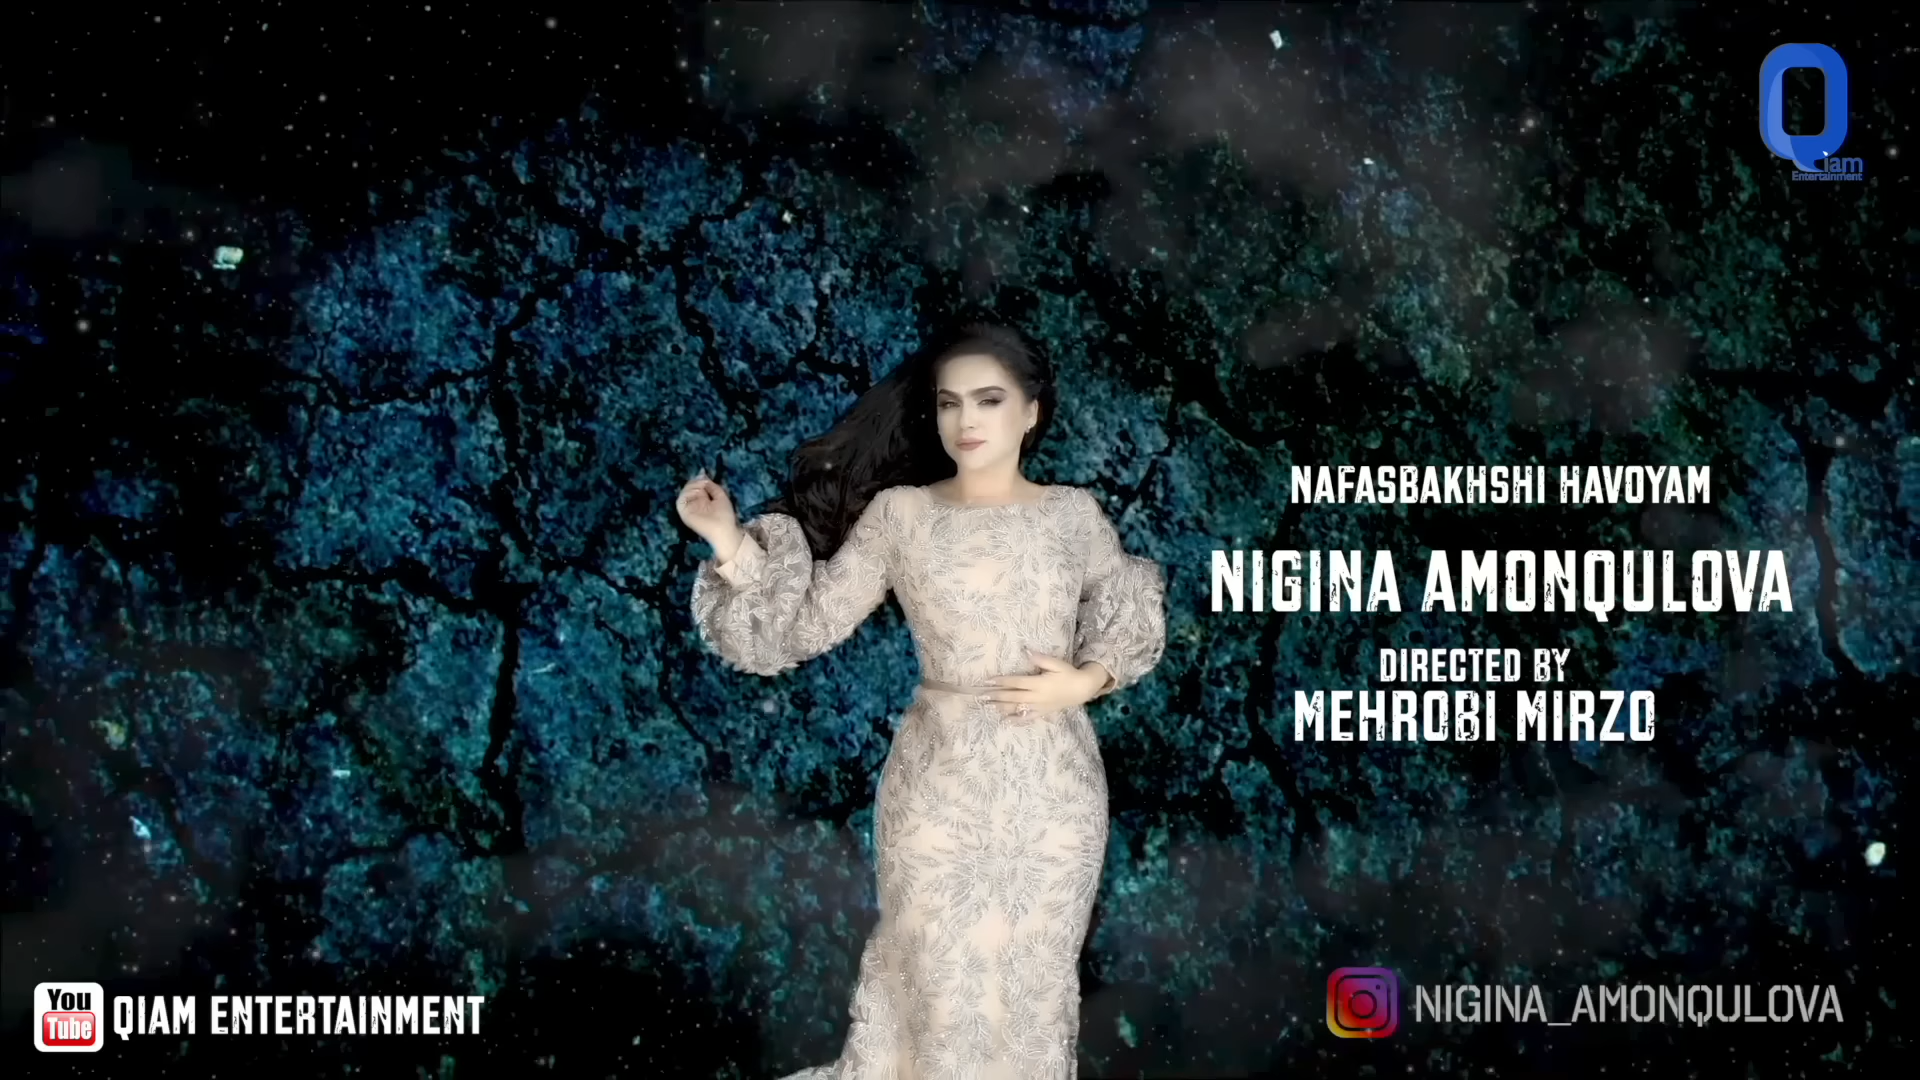 Qiam
Entertainment
NAFASBAKHSHI HAVOYAM
NIGINA AMONQULOVA
DIRECTED BY
MEHROBI MIRZO
You
Tube
QIAM ENTERTAINMENT
NIGINA_AMONQULOVA